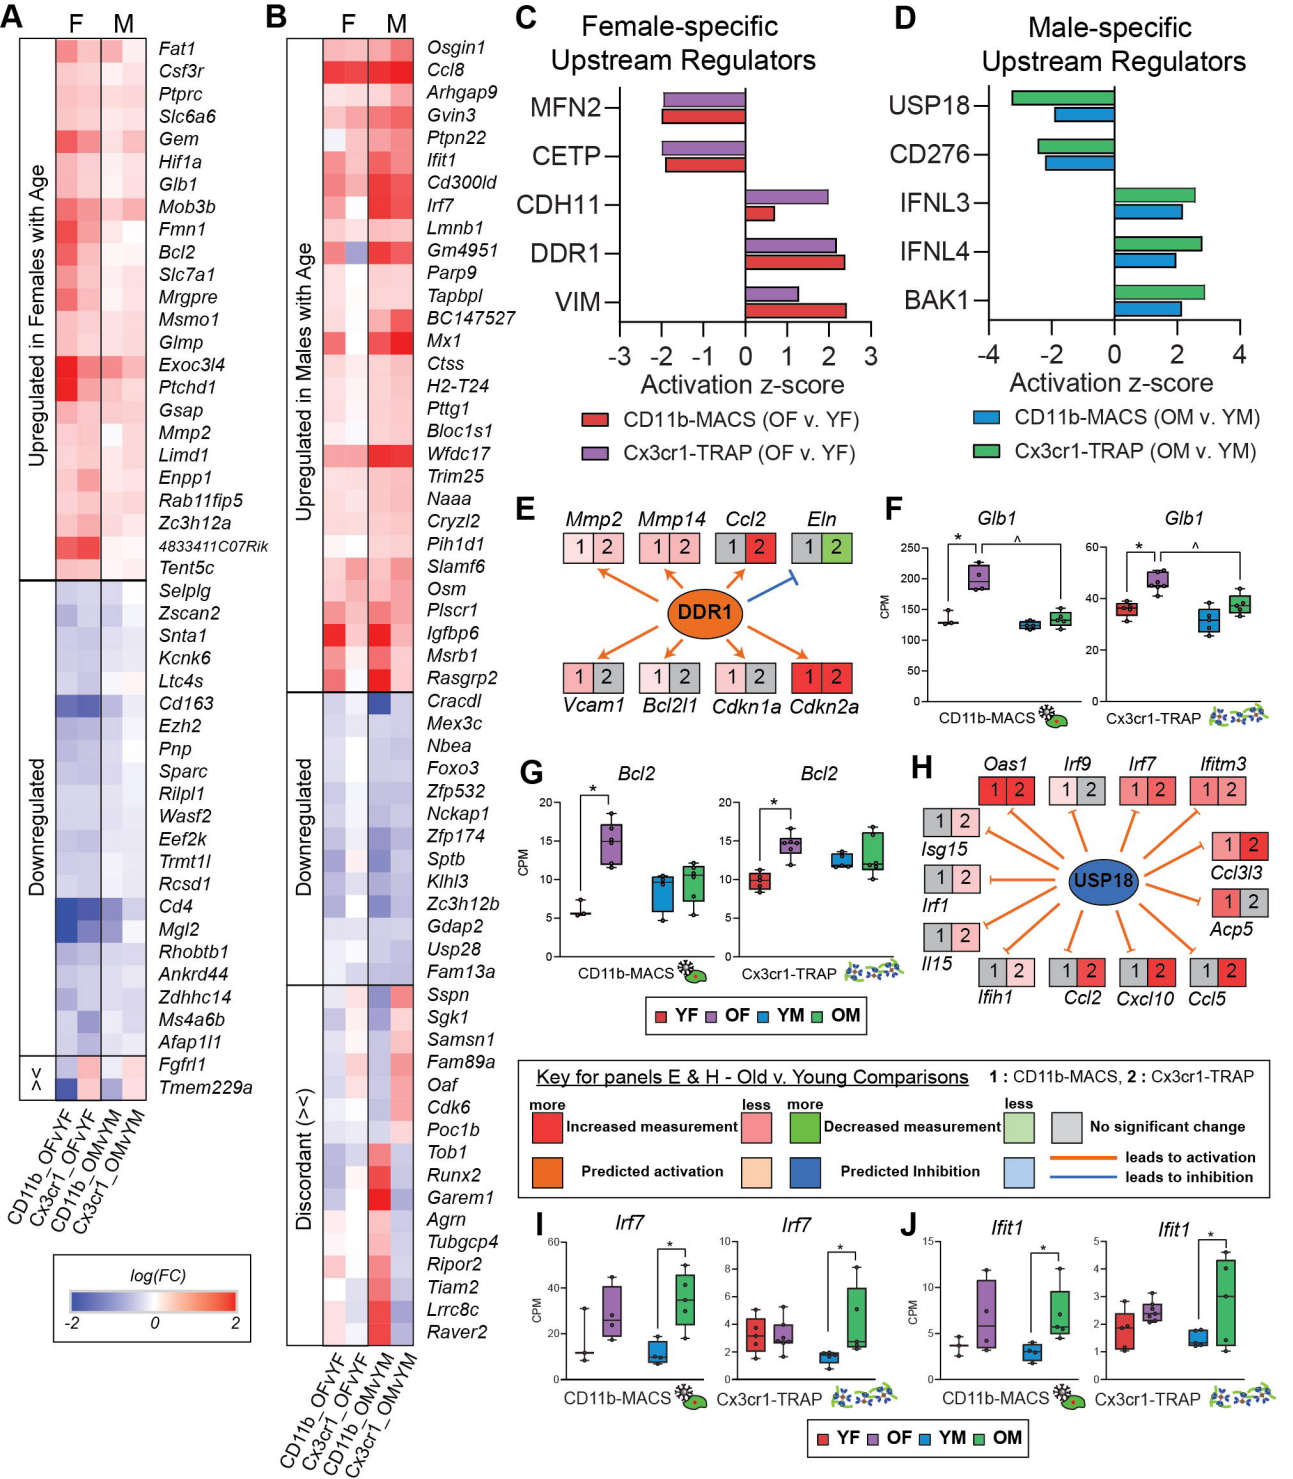 A
F M
Upregulated in Females with Age
Fat1
Csf3r
Ptprc
Slc6a6
Gem
Hif1a
Glb1
Mob3b
Fmn1
Bcl2
Slc7a1
Mrgpre
Msmo1
Glmp
Exoc3l4
Ptchd1
Gsap
Mmp2
Limd1
Enpp1
Rab11fip5
Zc3h12a
4833411C07Rik
Tent5c
Downregulated
Selplg
Zscan2
Snta1
Kcnk6
Ltc4s
Cd163
Ezh2
Pnp
Sparc
Rilpl1
Wasf2
Eef2k
Trmt1l
Rcsd1
Cd4
Mgl2
Rhobtb1
Ankrd44
Zdhhc14
Ms4a6b
Afap1l1
><
Fgfrl1
Tmem229a
CD11b_OFvYF
Cx3cr1_OFvYF
CD11b_OMvYM
Cx3cr1_OMvYM
log(FC)
-2 0 2
B
F M
Upregulated in Males with Age
Osgin1
Ccl8
Arhgap9
Gvin3
Ptpn22
Ifit1
Cd300ld
Irf7
Lmnb1
Gm4951
Parp9
Tapbpl
BC147527
Mx1
Ctss
H2-T24
Pttg1
Bloc1s1
Wfdc17
Trim25
Naaa
Cryzl2
Pih1d1
Slamf6
Osm
Plscr1
Igfbp6
Msrb1
Rasgrp2
Downregulated
Cracdl
Mex3c
Nbea
Foxo3
Zfp532
Nckap1
Zfp174
Sptb
Klhl3
Zc3h12b
Gdap2
Usp28
Fam13a
Discordant (><)
Sspn
Sgk1
Samsn1
Fam89a
Oaf
Cdk6
Poc1b
Tob1
Runx2
Garem1
Agrn
Tubgcp4
Ripor2
Tiam2
Lrrc8c
Raver2
CD11b_OFvYF
Cx3cr1_OFvYF
CD11b_OMvYM
Cx3cr1_OMvYM
C
Female-specific
Upstream Regulators
MFN2
CETP
CDH11
DDR1
VIM
-3 -2 -1 0 1 2 3
Activation z-score
CD11b-MACS (OF v. YF)
Cx3cr1-TRAP (OF v. YF)
D
Male-specific
Upstream Regulators
USP18
CD276
IFNL3
IFNL4
BAK1
-4 -2 0 2 4
Activation z-score
CD11b-MACS (OM v. YM)
Cx3cr1-TRAP (OM v. YM)
E
Mmp2 Mmp14 Ccl2 Eln
1 2 1 2 1 2 1 2
DDR1
1 2 1 2 1 2 1 2
Vcam1 Bcl2l1 Cdkn1a Cdkn2a
F
Glb1
CPM
250
200
150
100
50
0
* ^
CD11b-MACS
Glb1
60
40
20
0
* ^
Cx3cr1-TRAP
G
Bcl2
CPM
20
15
10
5
0
*
CD11b-MACS
Bcl2
20
15
10
5
0
*
Cx3cr1-TRAP
YF OF YM OM
H
Oas1 Irf9 Irf7 Ifitm3
1 2 1 2 1 2 1 2
1 2
Isg15
1 2
Ccl3l3
USP18
1 2
Irf1
1 2
Acp5
1 2
Il15
1 2 1 2 1 2 1 2
Ifih1 Ccl2 Cxcl10 Ccl5
Key for panels E & H - Old v. Young Comparisons 1 : CD11b-MACS, 2 : Cx3cr1-TRAP
more less more less
Increased measurement Decreased measurement No significant change
Predicted activation Predicted Inhibition leads to activation
leads to inhibition
I
Irf7
CPM
60
40
20
0
*
CD11b-MACS
Irf7
10
8
6
4
2
0
*
Cx3cr1-TRAP
J
Ifit1
CPM
15
10
5
0
*
CD11b-MACS
Ifit1
5
4
3
2
1
0
*
Cx3cr1-TRAP
YF OF YM OM